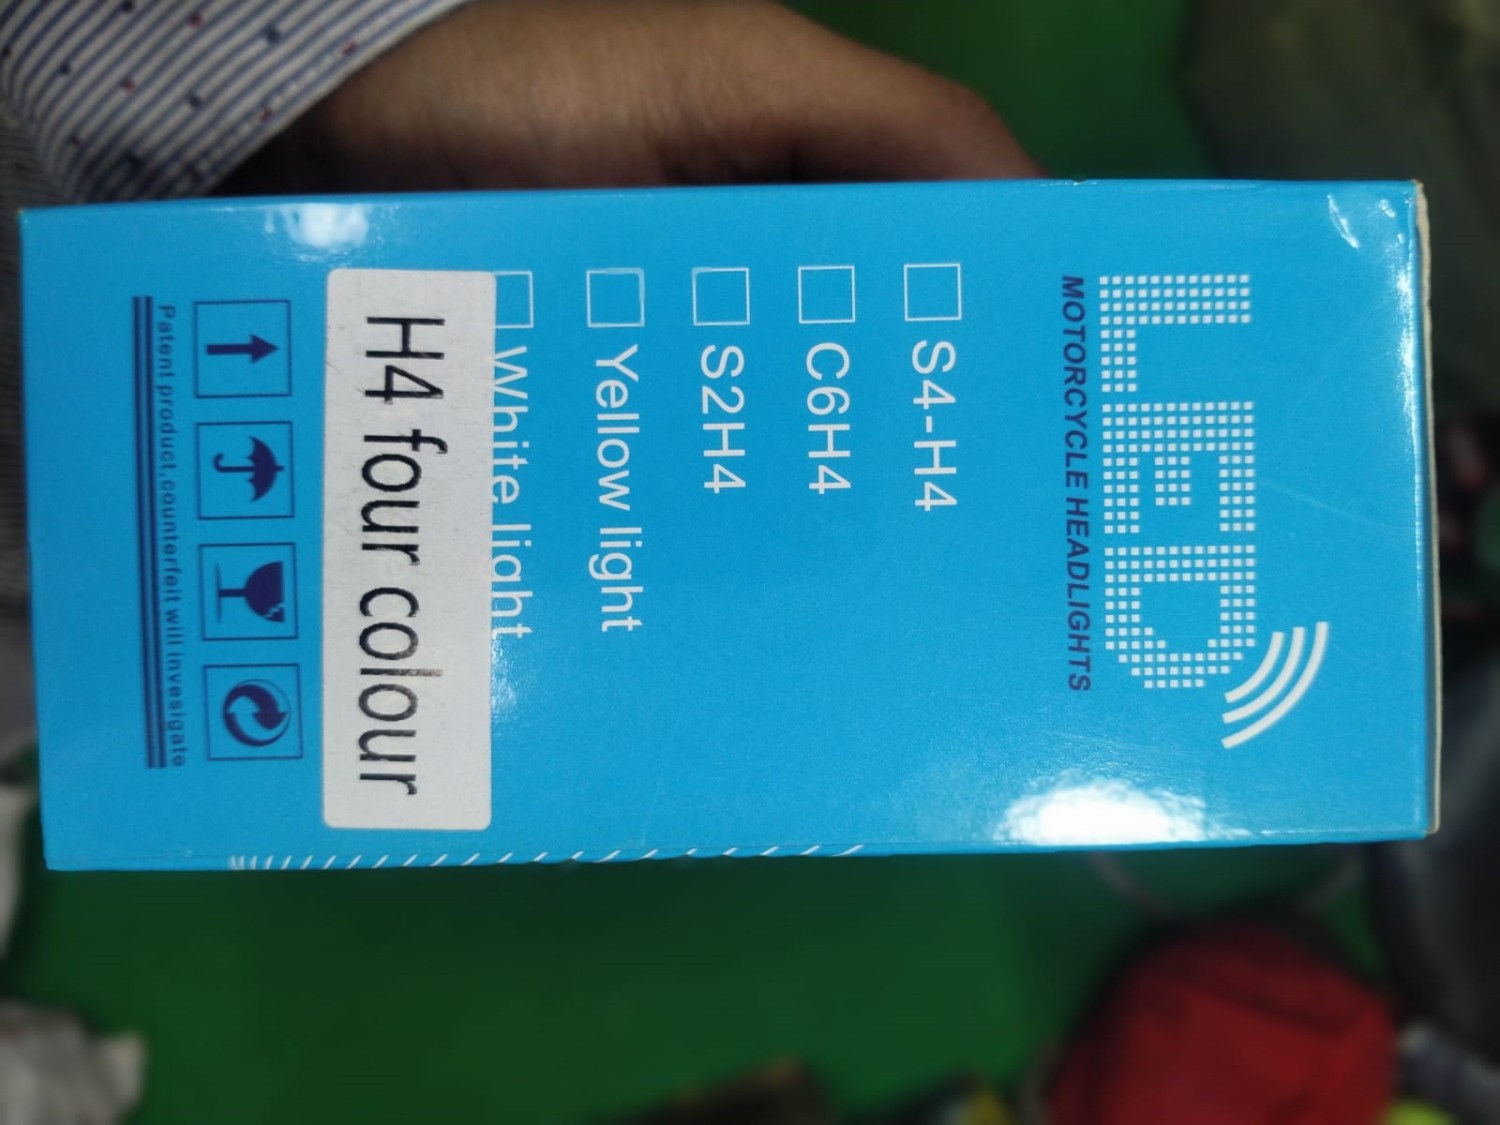 LED
MOTORCYCLE HEADLIGHTS
S4-H4
C6H4
S2H4
Yellow light
White light
H4 four colour
Patent product,counterfeit will invesigate